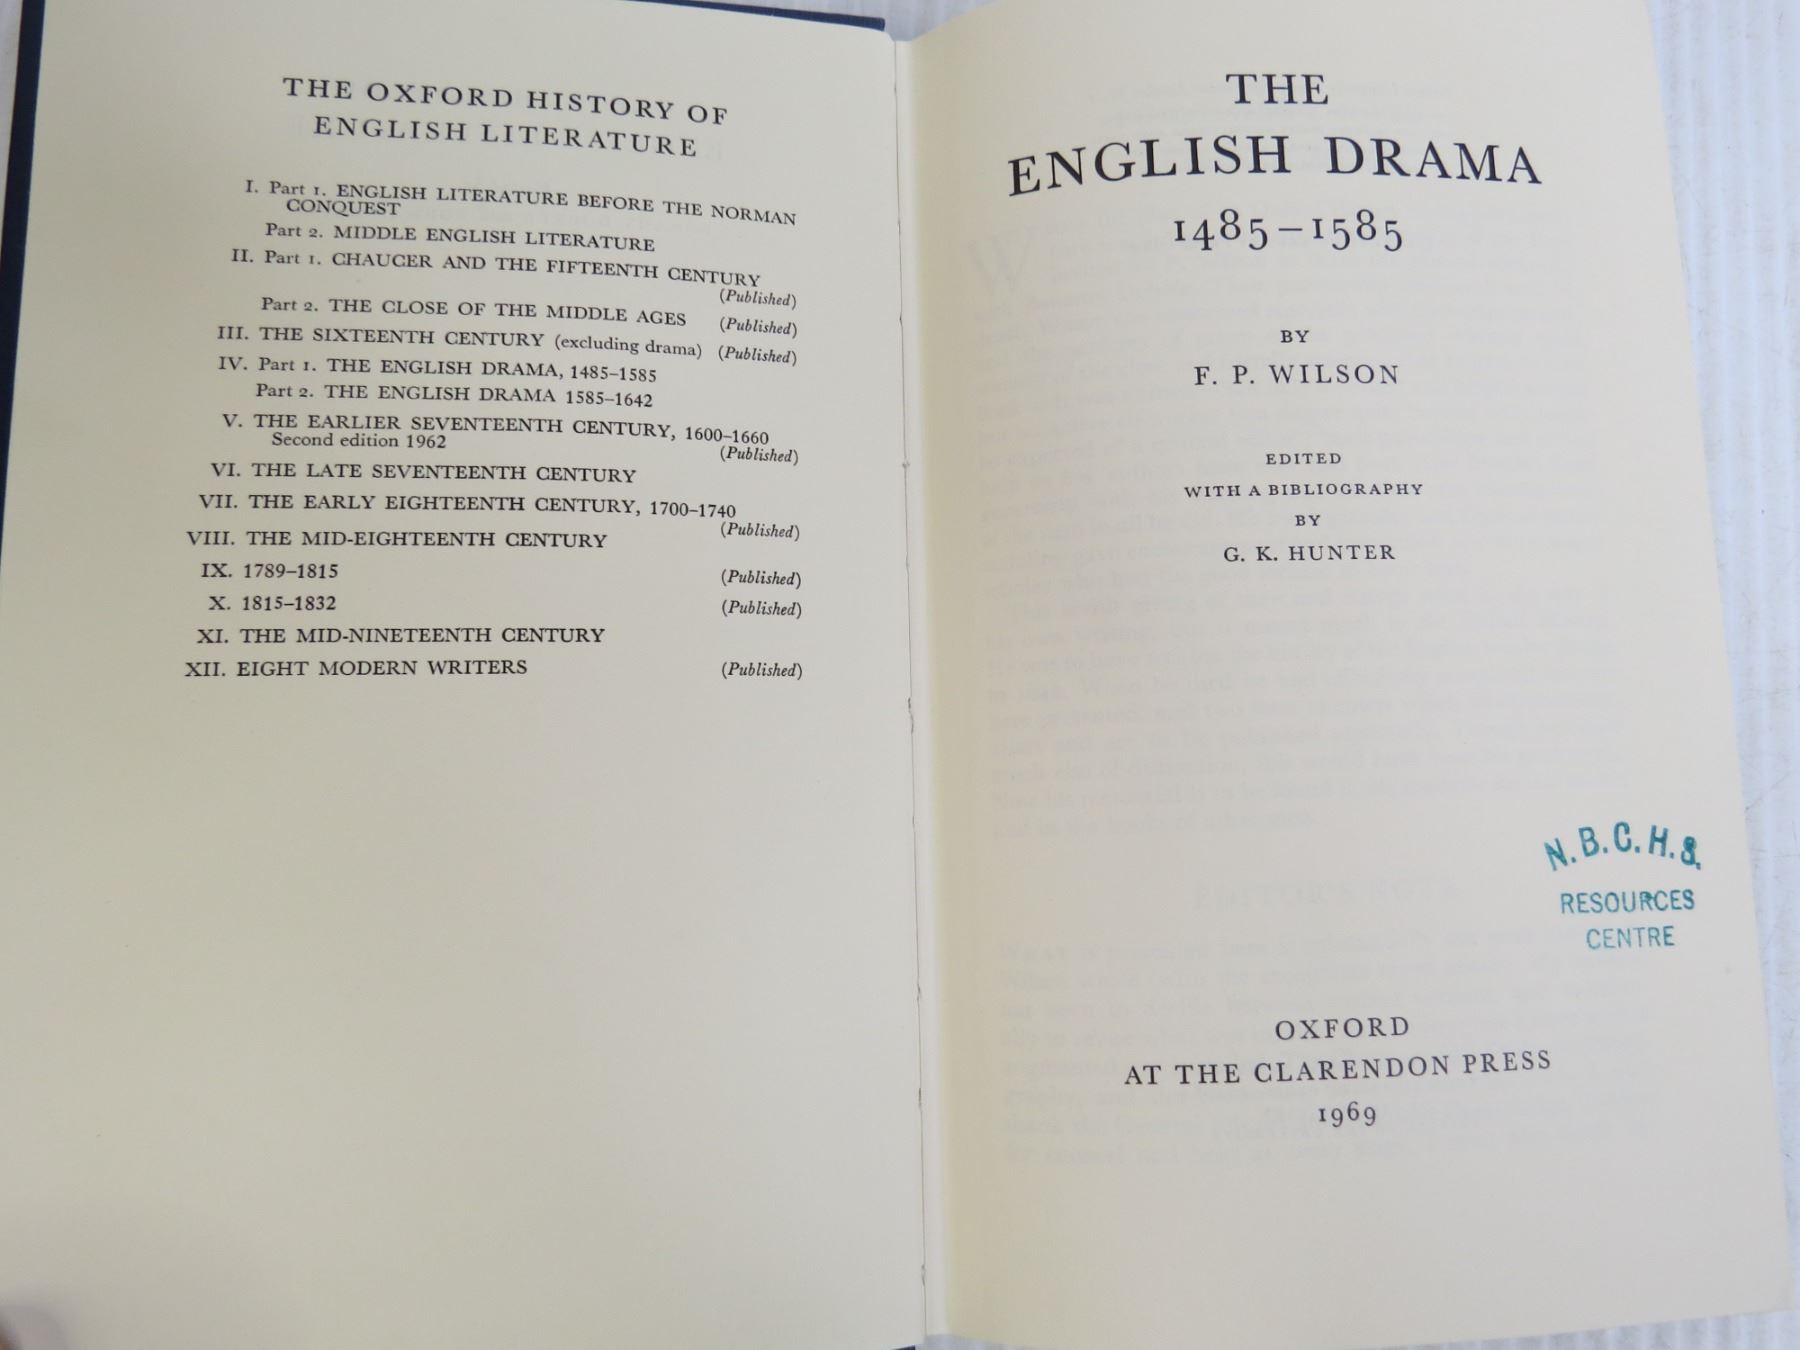 THE OXFORD HISTORY OF
ENGLISH LITERATURE
I. Part 1. ENGLISH LITERATURE BEFORE THE NORMAN
CONQUEST
Part 2. MIDDLE ENGLISH LITERATURE
II. Part 1. CHAUCER AND THE FIFTEENTH CENTURY
(Published)
Part 2. THE CLOSE OF THE MIDDLE AGES (Published)
III. THE SIXTEENTH CENTURY (excluding drama) (Published)
IV. Part 1. THE ENGLISH DRAMA, 1485–1585
Part 2. THE ENGLISH DRAMA 1585–1642
V. THE EARLIER SEVENTEENTH CENTURY, 1600–1660
Second edition 1962
(Published)
VI. THE LATE SEVENTEENTH CENTURY
VII. THE EARLY EIGHTEENTH CENTURY, 1700–1740
(Published)
VIII. THE MID-EIGHTEENTH CENTURY
IX. 1789–1815 (Published)
X. 1815–1832 (Published)
XI. THE MID-NINETEENTH CENTURY
XII. EIGHT MODERN WRITERS (Published)
THE
ENGLISH DRAMA
1485–1585
BY
F. P. WILSON
EDITED
WITH A BIBLIOGRAPHY
BY
G. K. HUNTER
N.B.C.H.S.
RESOURCES
CENTRE
OXFORD
AT THE CLARENDON PRESS
1969